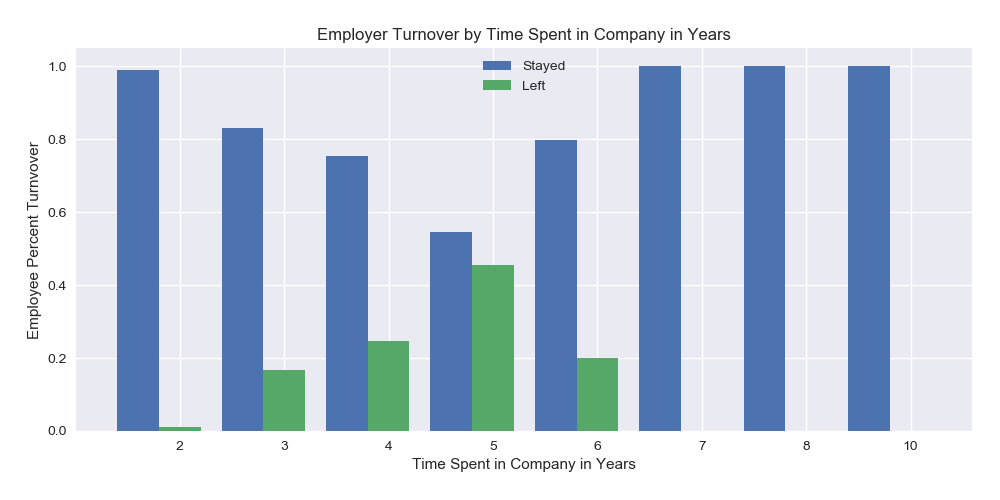 Employer Turnover by Time Spent in Company in Years
Stayed
Left
Employee Percent Turnvover
1.0
0.8
0.6
0.4
0.2
0.0
2 3 4 5 6 7 8 10
Time Spent in Company in Years